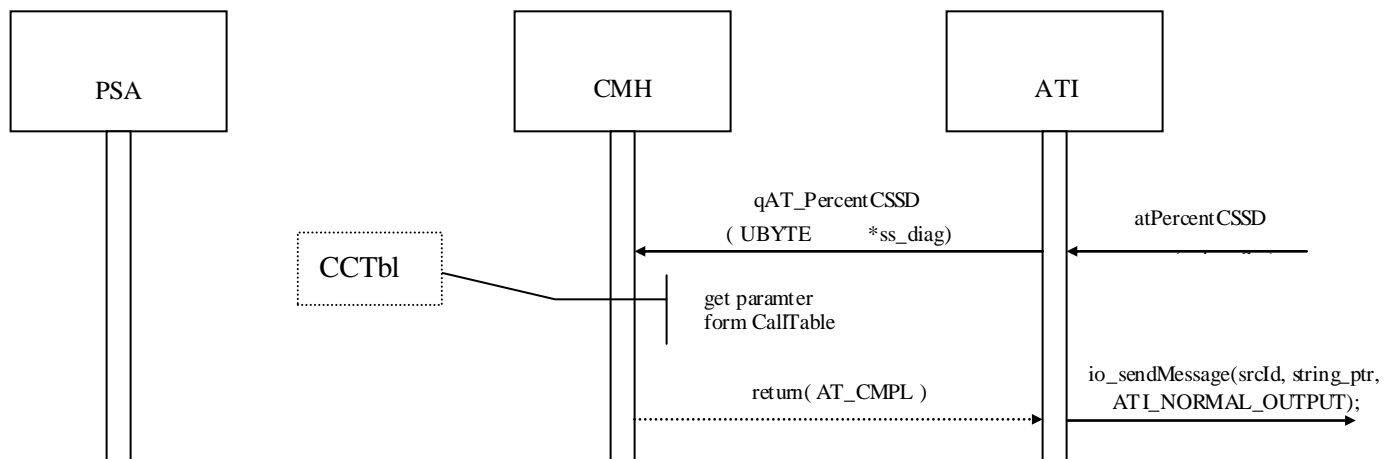 PSA
CMH
ATI
qAT_PercentCSSD
( UBYTE *ss_diag)
atPercentCSSD
CCTbl
get paramter
form CallTable
return( AT_CMPL )
io_sendMessage(srcId, string_ptr,
ATI_NORMAL_OUTPUT);